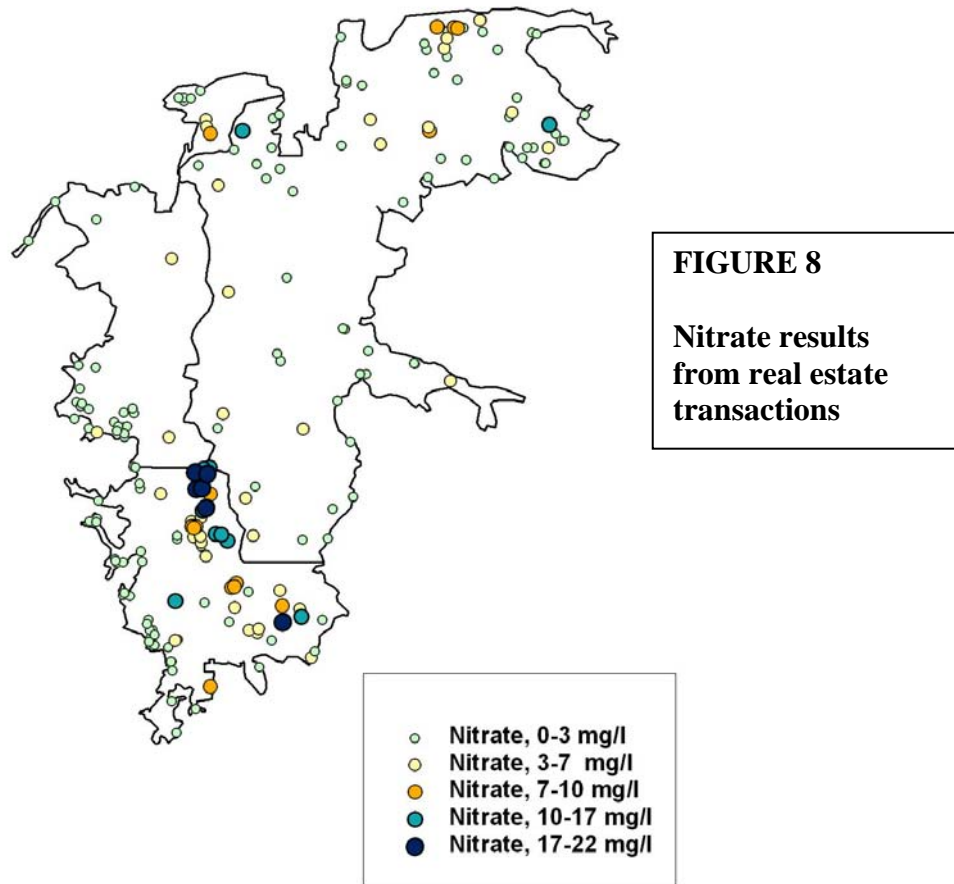 FIGURE 8
Nitrate results
from real estate
transactions
Nitrate, 0-3 mg/l
Nitrate, 3-7 mg/l
Nitrate, 7-10 mg/l
Nitrate, 10-17 mg/l
Nitrate, 17-22 mg/l